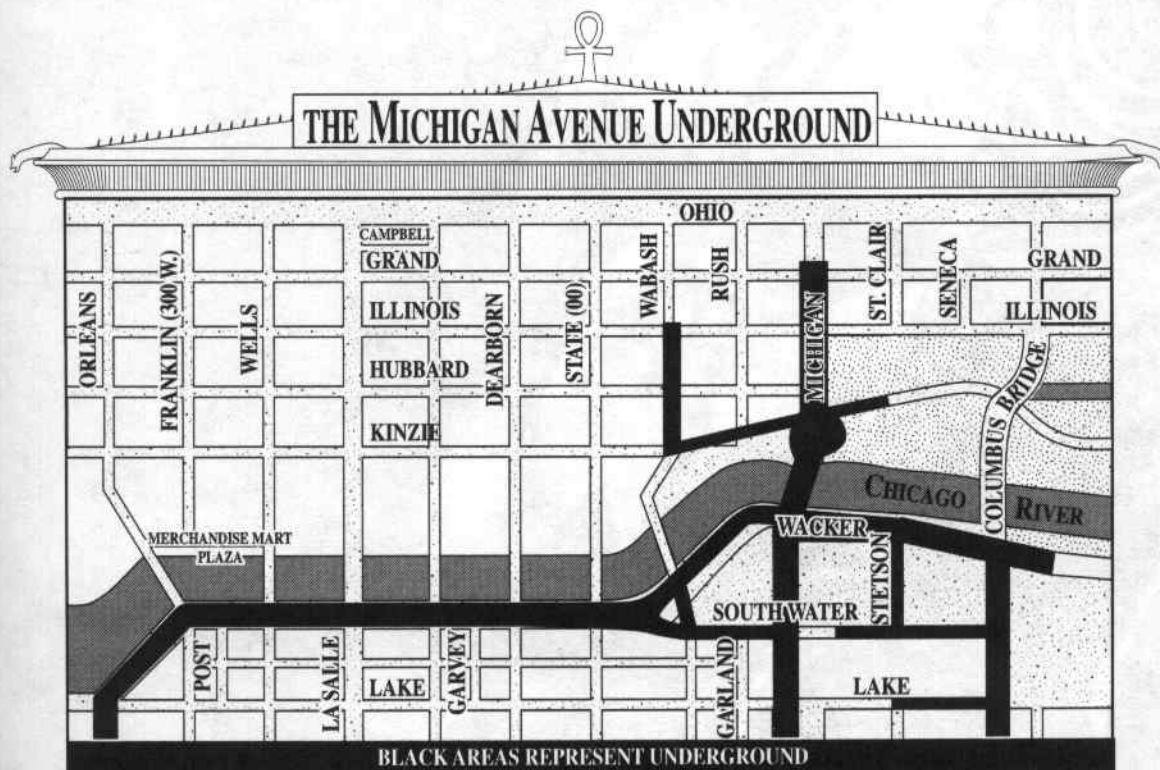 THE MICHIGAN AVENUE UNDERGROUND
OHIO
CAMPBELL
GRAND
GRAND
ORLEANS
FRANKLIN (300 W.)
WELLS
ILLINOIS
DEARBORN
STATE (00)
WABASH
RUSH
MICHIGAN
ST. CLAIR
SENECA
ILLINOIS
HUBBARD
KINZIE
COLUMBUS BRIDGE
CHICAGO RIVER
MERCHANDISE MART
PLAZA
WACKER
STETSON
SOUTH WATER
POST
LA SALLE
LAKE
GARVEY
GARLAND
LAKE
BLACK AREAS REPRESENT UNDERGROUND